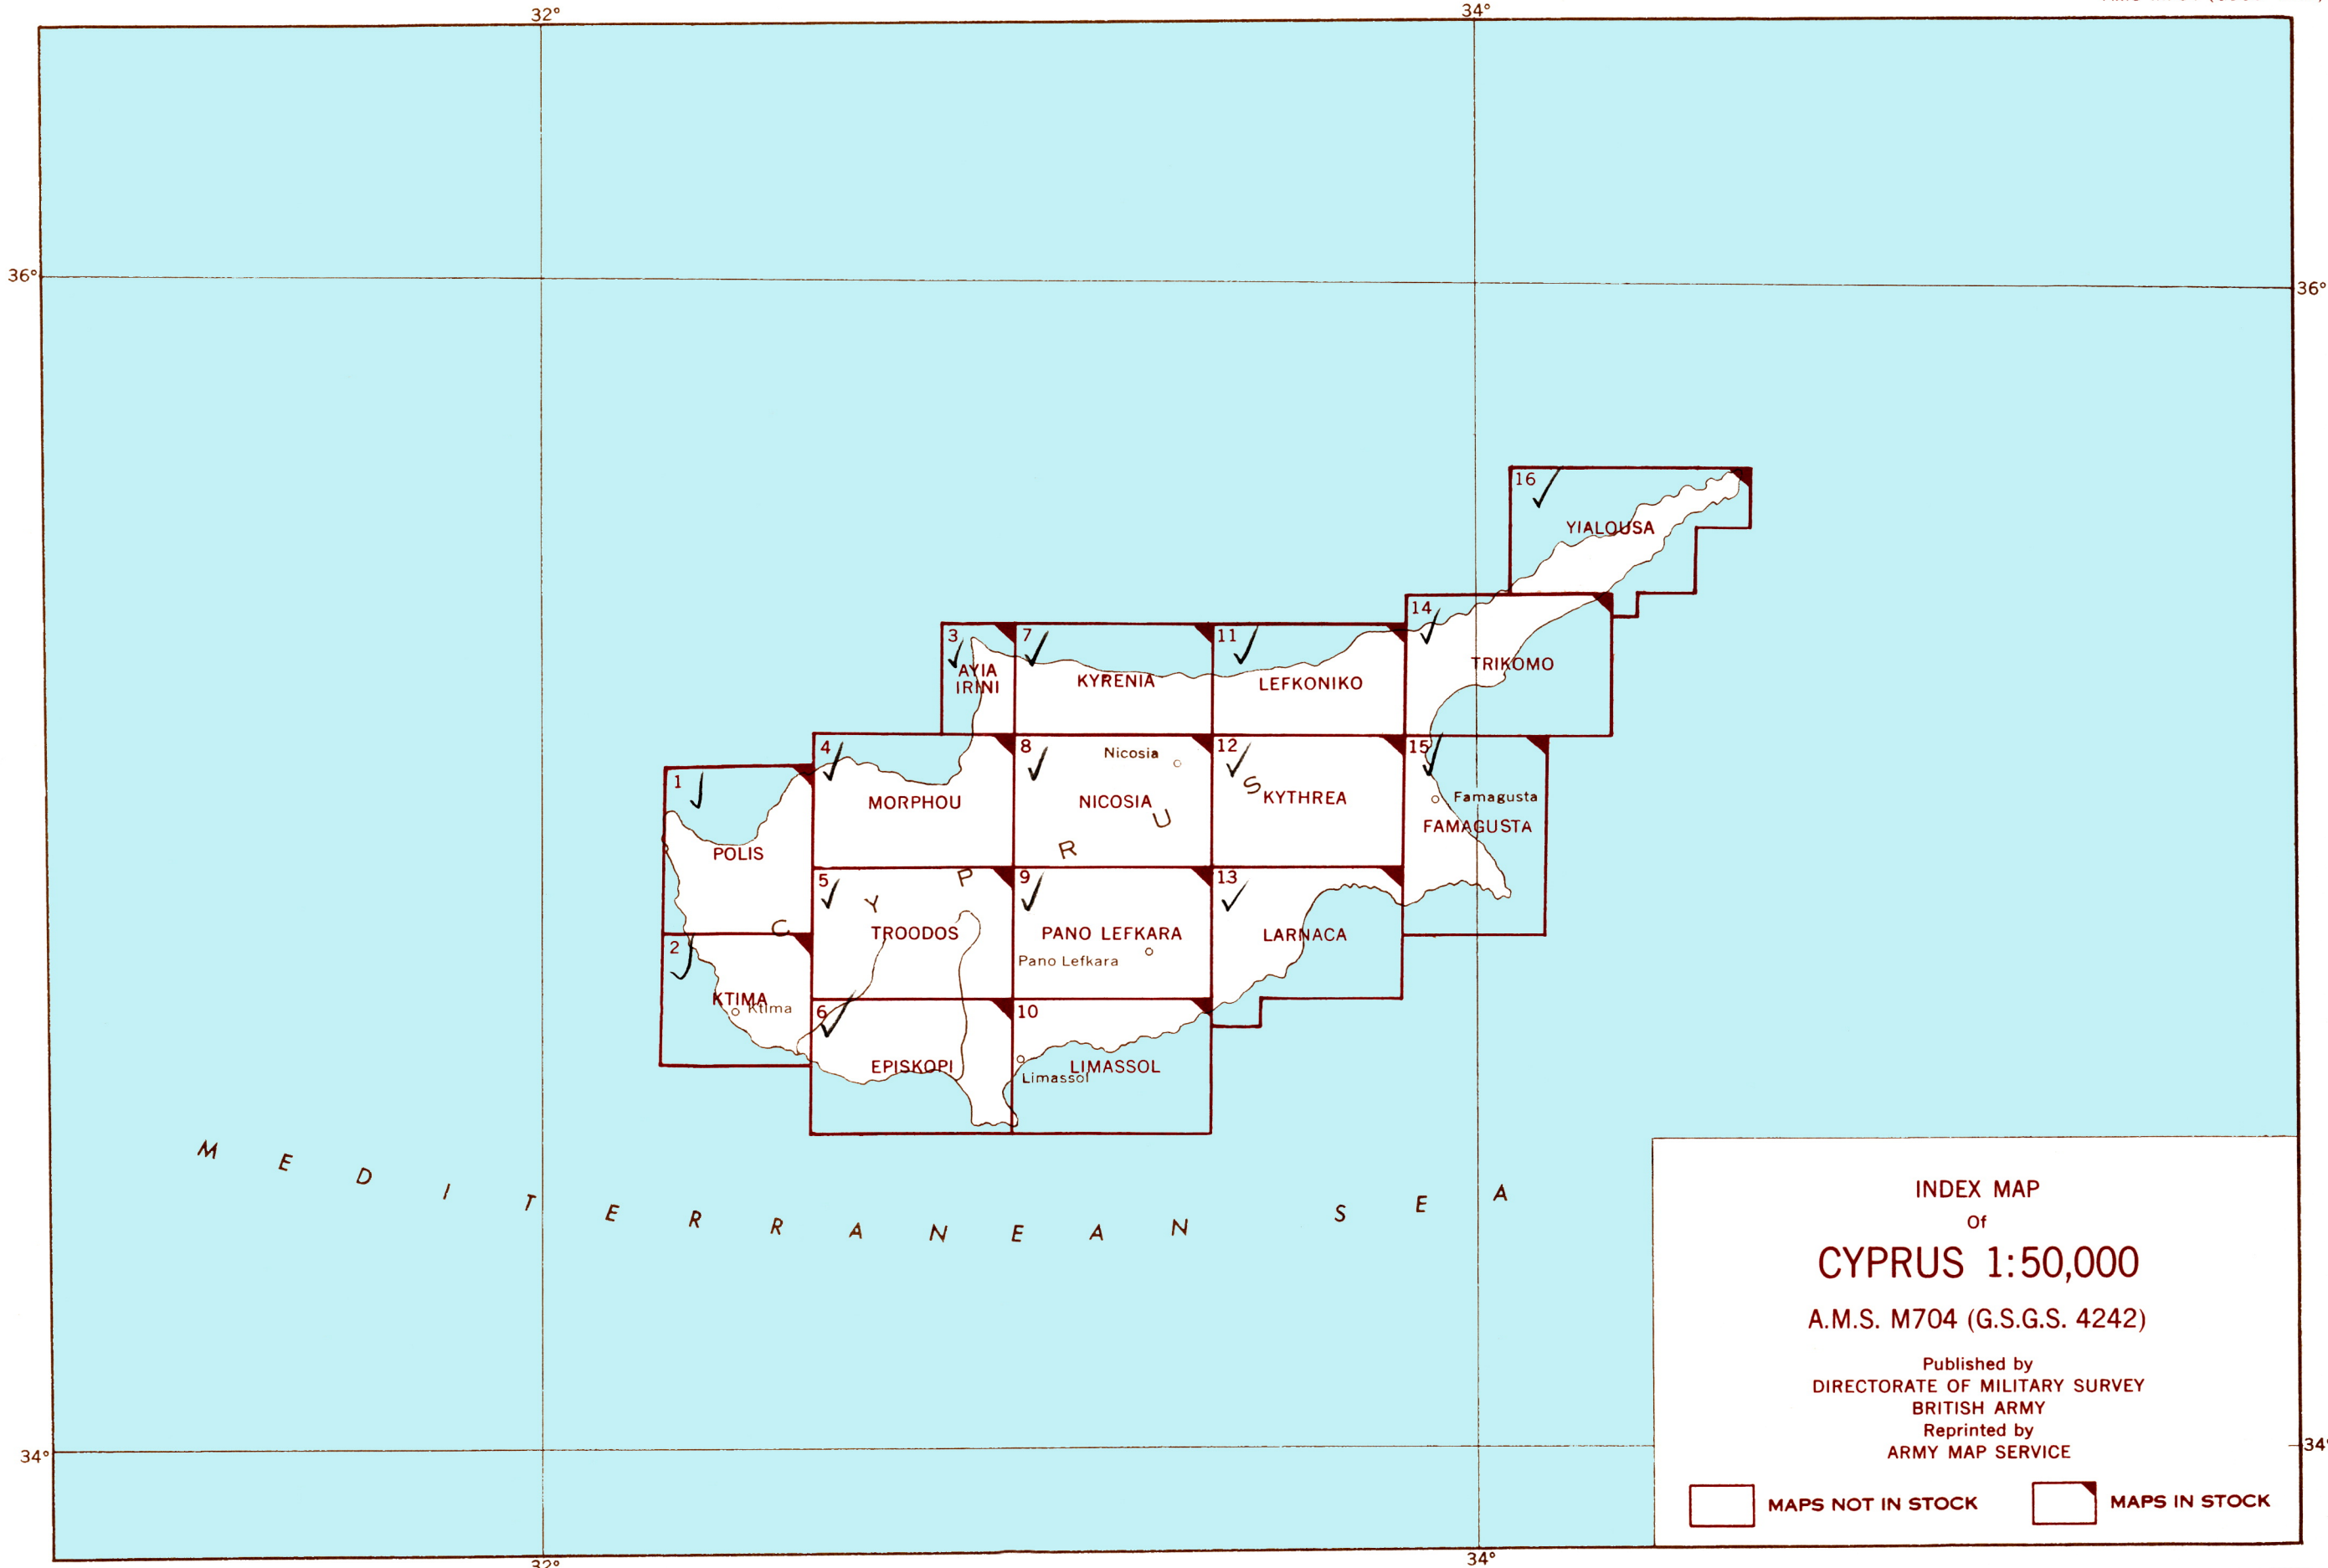 32°
34°
36°
36°
16
YIALOUSA
14
TRIKOMO
3
AYIA
IRINI
7
KYRENIA
11
LEFKONIKO
1
POLIS
4
MORPHOU
8
Nicosia
NICOSIA
12
KYTHREA
15
Famagusta
FAMAGUSTA
CYPRUS
2
KTIMA
Ktima
5
TROODOS
9
PANO LEFKARA
Pano Lefkara
13
LARNACA
6
EPISKOPI
10
LIMASSOL
Limassol
MEDITERRANEAN SEA
INDEX MAP
Of
CYPRUS 1:50,000
A.M.S. M704 (G.S.G.S. 4242)
Published by
DIRECTORATE OF MILITARY SURVEY
BRITISH ARMY
Reprinted by
ARMY MAP SERVICE
MAPS NOT IN STOCK
MAPS IN STOCK
34°
34°
32°
34°